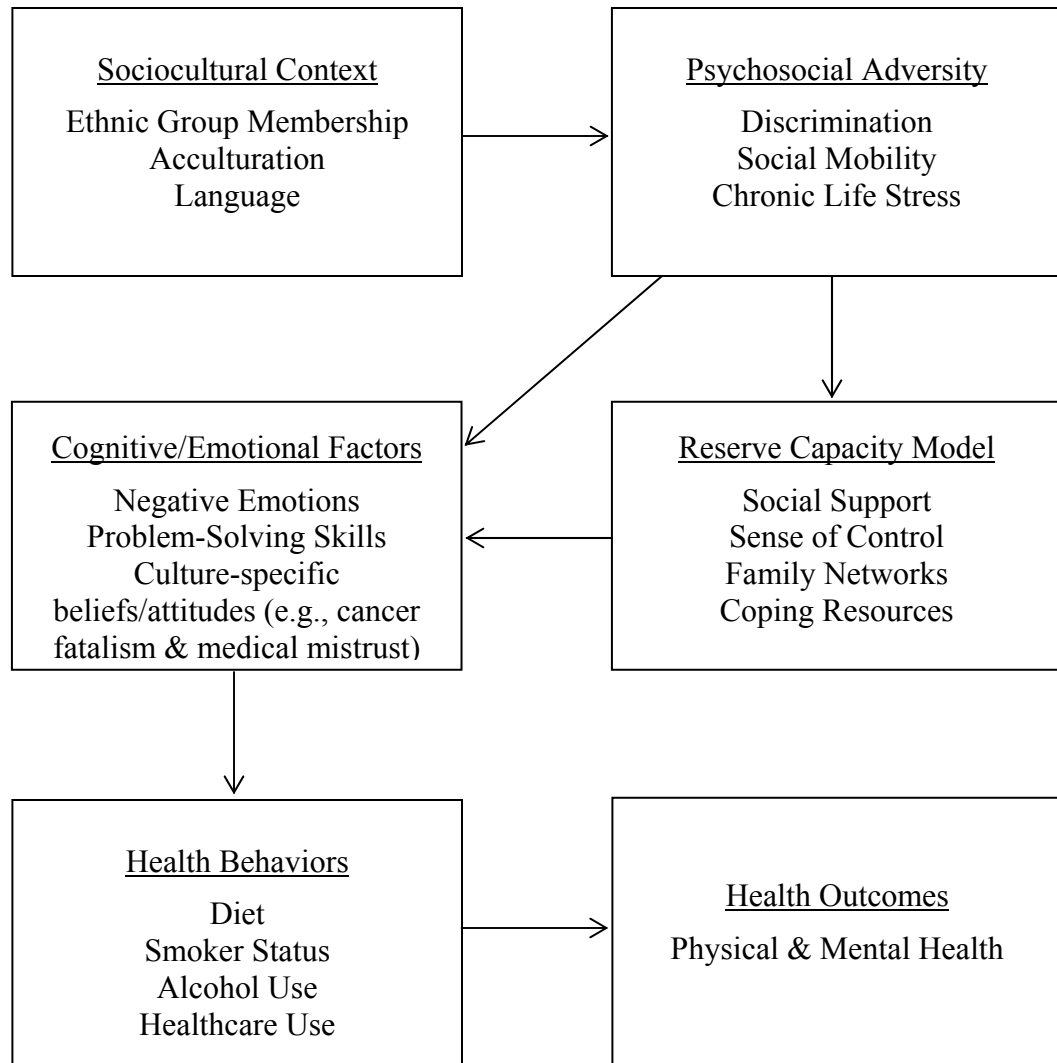 Sociocultural Context
Ethnic Group Membership
Acculturation
Language
Psychosocial Adversity
Discrimination
Social Mobility
Chronic Life Stress
Cognitive/Emotional Factors
Negative Emotions
Problem-Solving Skills
Culture-specific
beliefs/attitudes (e.g., cancer
fatalism & medical mistrust)
Reserve Capacity Model
Social Support
Sense of Control
Family Networks
Coping Resources
Health Behaviors
Diet
Smoker Status
Alcohol Use
Healthcare Use
Health Outcomes
Physical & Mental Health